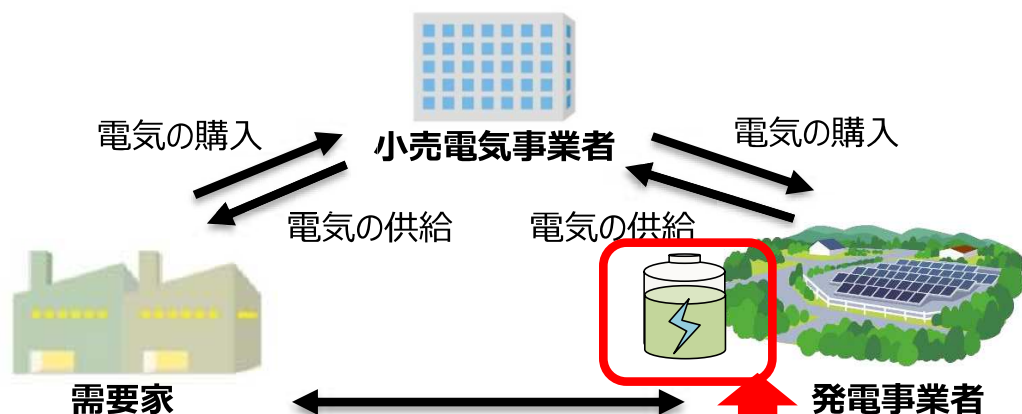 小売電気事業者
電気の購入
電気の購入
電気の供給
電気の供給
需要家
発電事業者